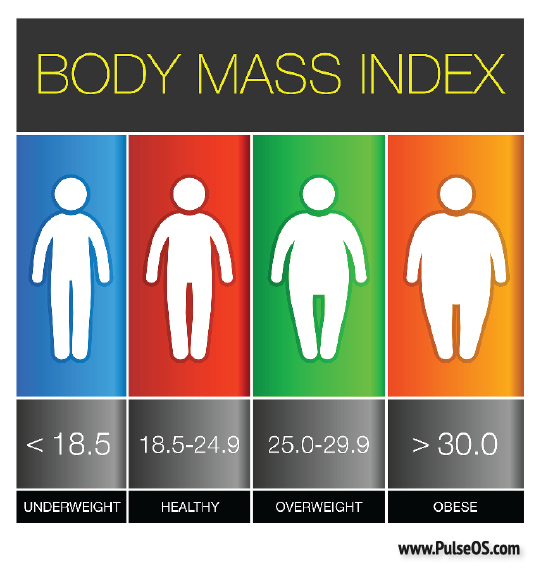 BODY MASS INDEX
< 18.5 18.5-24.9 25.0-29.9 > 30.0
UNDERWEIGHT HEALTHY OVERWEIGHT OBESE
www.PulseOS.com